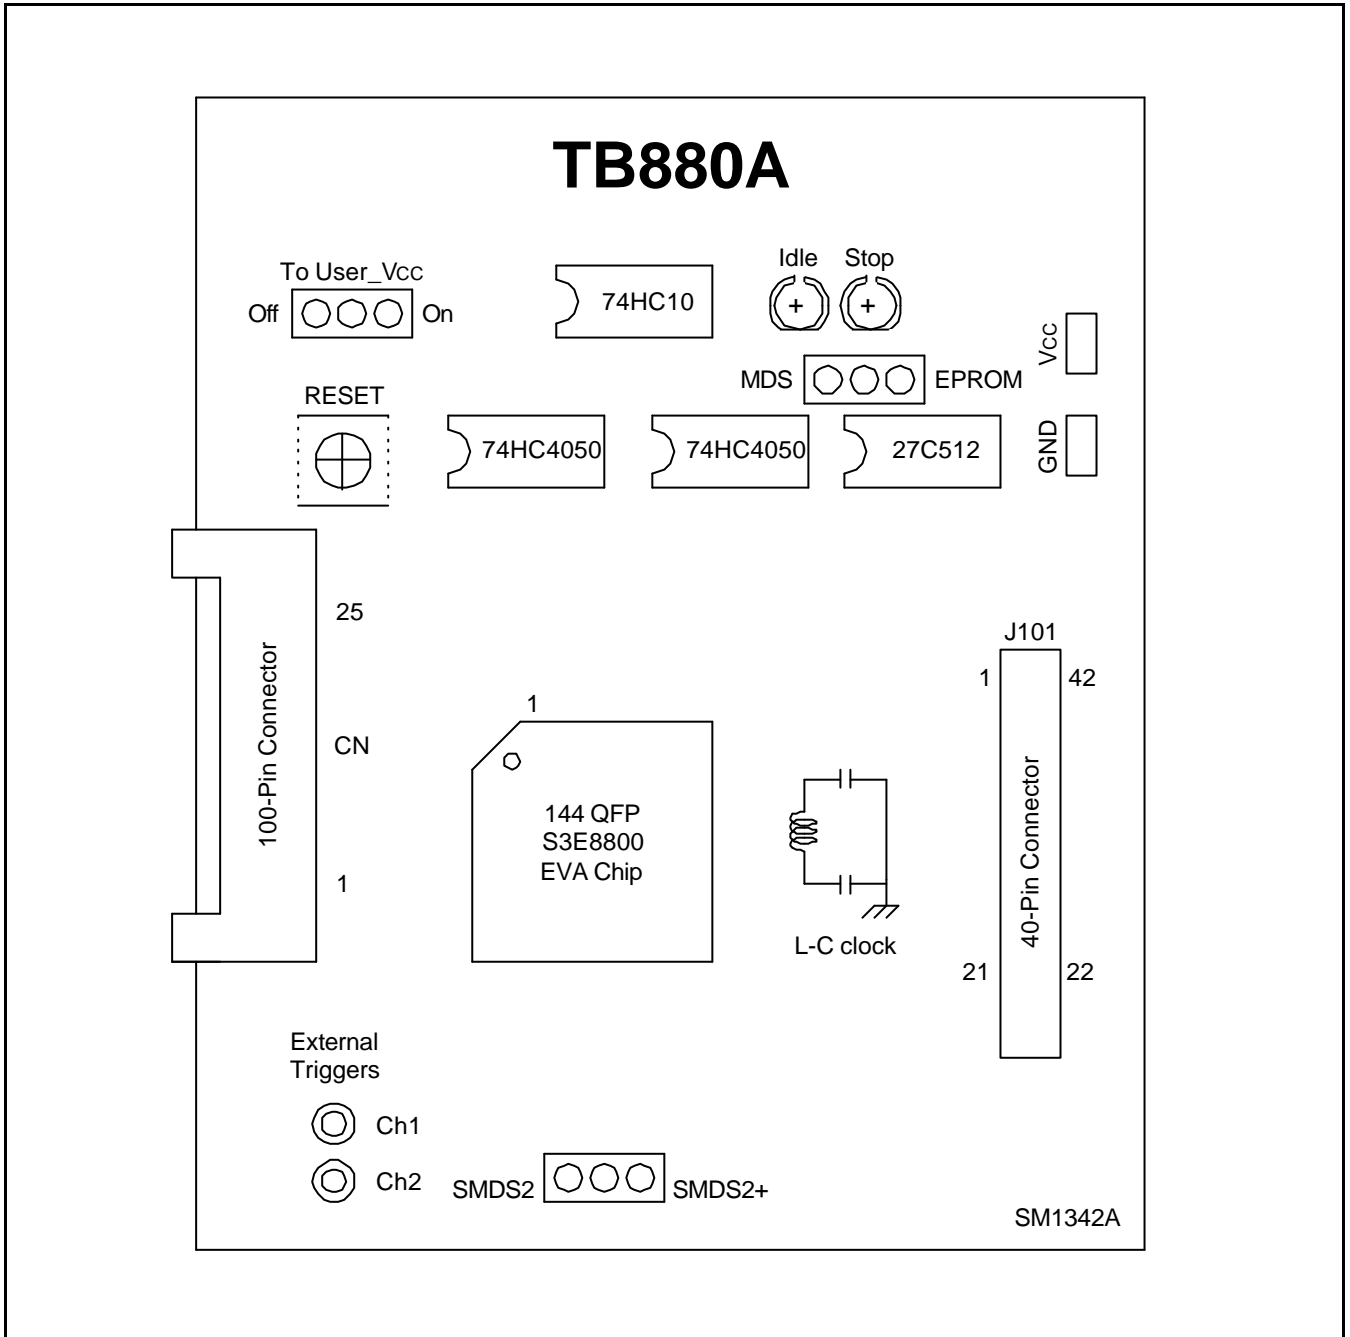 TB880A
To User_VCC
Off
On
74HC10
Idle
Stop
VCC
MDS
EPROM
RESET
74HC4050
74HC4050
27C512
GND
100-Pin Connector
25
CN
1
1
144 QFP
S3E8800
EVA Chip
L-C clock
J101
1
42
40-Pin Connector
21
22
External
Triggers
Ch1
Ch2
SMDS2
SMDS2+
SM1342A